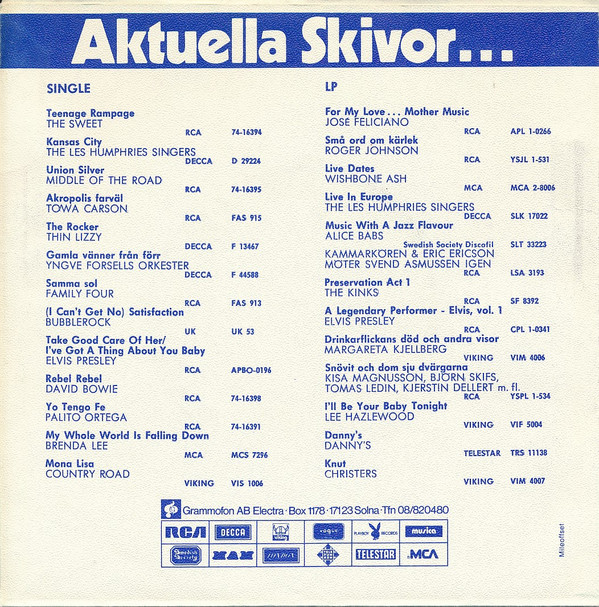 Aktuella Skivor...
SINGLE
Teenage Rampage
THE SWEET
RCA 74-16394
Kansas City
THE LES HUMPHRIES SINGERS
DECCA D 29224
Union Silver
MIDDLE OF THE ROAD
RCA 74-16395
Akropolis farväl
TOWA CARSON
RCA FAS 915
The Rocker
THIN LIZZY
DECCA F 13467
Gamla vänner från förr
YNGVE FORSELLS ORKESTER
DECCA F 44588
Samma sol
FAMILY FOUR
RCA FAS 913
(I Can't Get No) Satisfaction
BUBBLEROCK
UK UK 53
Take Good Care Of Her/
I've Got A Thing About You Baby
ELVIS PRESLEY
RCA APBO-0196
Rebel Rebel
DAVID BOWIE
RCA 74-16398
Yo Tengo Fe
PALITO ORTEGA
RCA 74-16391
My Whole World Is Falling Down
BRENDA LEE
MCA MCS 7296
Mona Lisa
COUNTRY ROAD
VIKING VIS 1006
LP
For My Love... Mother Music
JOSÉ FELICIANO
RCA APL 1-0266
Små ord om kärlek
ROGER JOHNSON
RCA YSJL 1-531
Live Dates
WISHBONE ASH
MCA MCA 2-8006
Live In Europe
THE LES HUMPHRIES SINGERS
DECCA SLK 17022
Music With A Jazz Flavour
ALICE BABS
Swedish Society Discofil SLT 33223
KAMMARKÖREN & ERIC ERICSON
MÖTER SVEND ASMUSSEN IGEN
RCA LSA 3193
Preservation Act 1
THE KINKS
RCA SF 8392
A Legendary Performer - Elvis, vol. 1
ELVIS PRESLEY
RCA CPL 1-0341
Drinkarflickans död och andra visor
MARGARETA KJELLBERG
VIKING VIM 4006
Snövit och dom sju dvärgarna
KISA MAGNUSSON, BJÖRN SKIFS,
TOMAS LEDIN, KJERSTIN DELLERT m. fl.
RCA YSPL 1-534
I'll Be Your Baby Tonight
LEE HAZLEWOOD
VIKING VIF 5004
Danny's
DANNY'S
TELESTAR TRS 11138
Knut
CHRISTERS
VIKING VIM 4007
Grammofon AB Electra · Box 1178 · 17123 Solna · Tfn 08/820480
RCA DECCA viking vogue PLAYBOY RECORDS musica
Swedish Society MAM TELESTAR MCA
Milleoffset